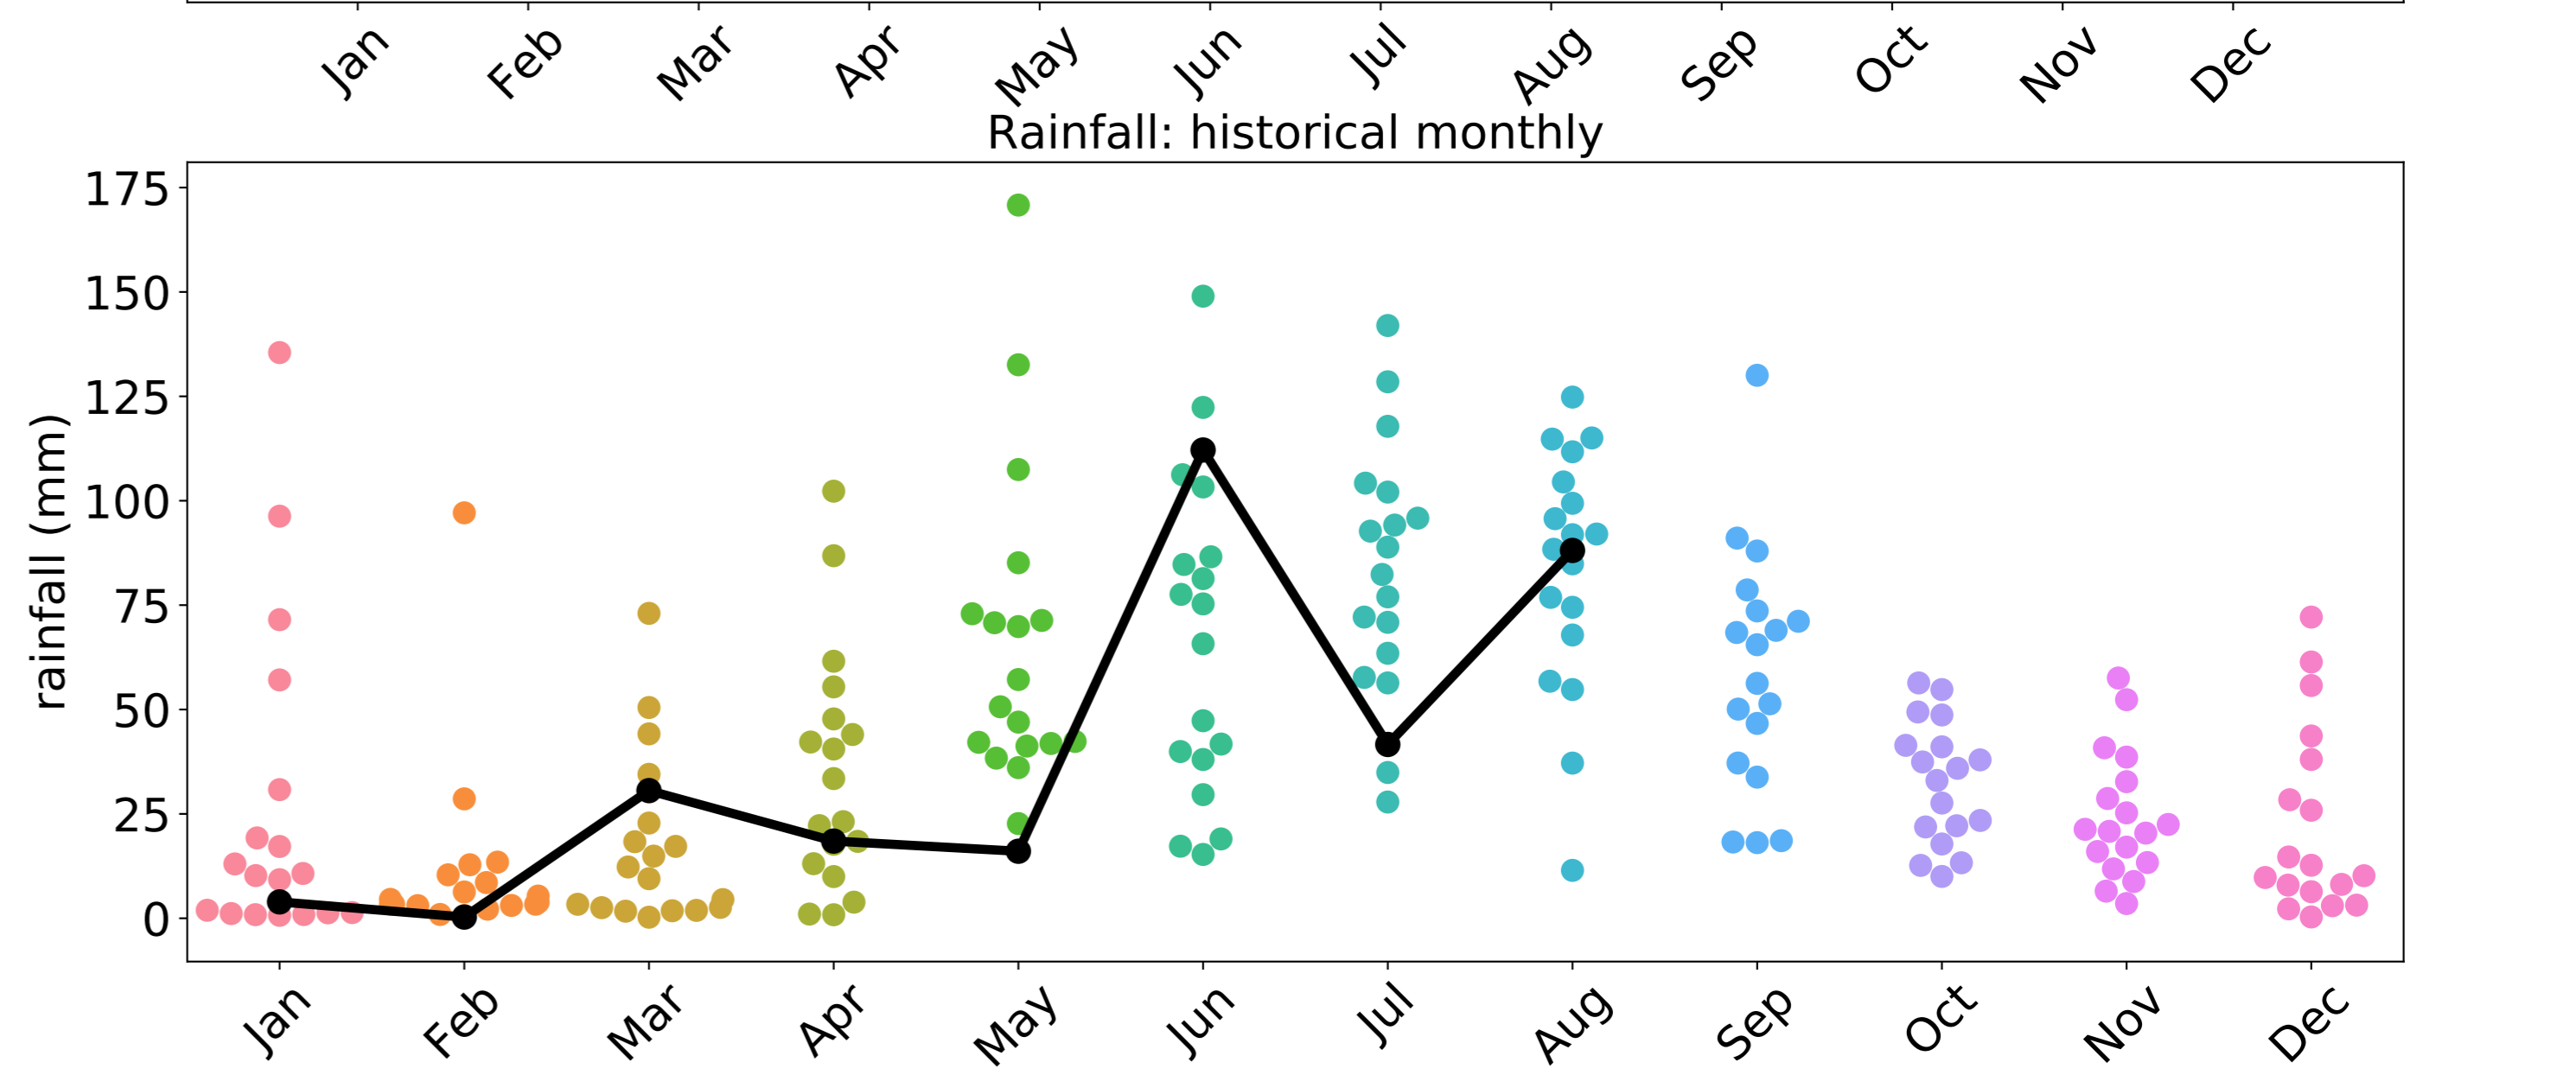 Jan Feb Mar Apr May Jun Jul Aug Sep Oct Nov Dec
Rainfall: historical monthly
175
150
125
100
75
50
25
0
rainfall (mm)
Jan Feb Mar Apr May Jun Jul Aug Sep Oct Nov Dec